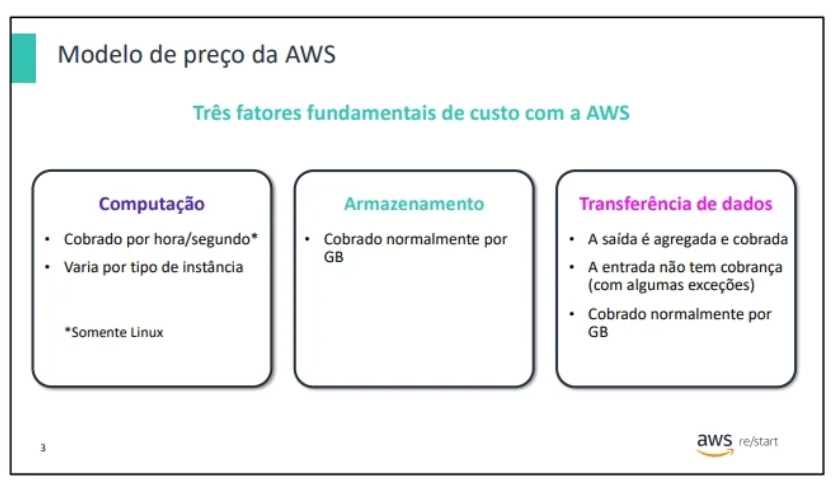 Modelo de preço da AWS
Três fatores fundamentais de custo com a AWS
Computação
• Cobrado por hora/segundo*
• Varia por tipo de instância
*Somente Linux
Armazenamento
• Cobrado normalmente por
GB
Transferência de dados
• A saída é agregada e cobrada
• A entrada não tem cobrança
(com algumas exceções)
• Cobrado normalmente por
GB
3
aws re/start